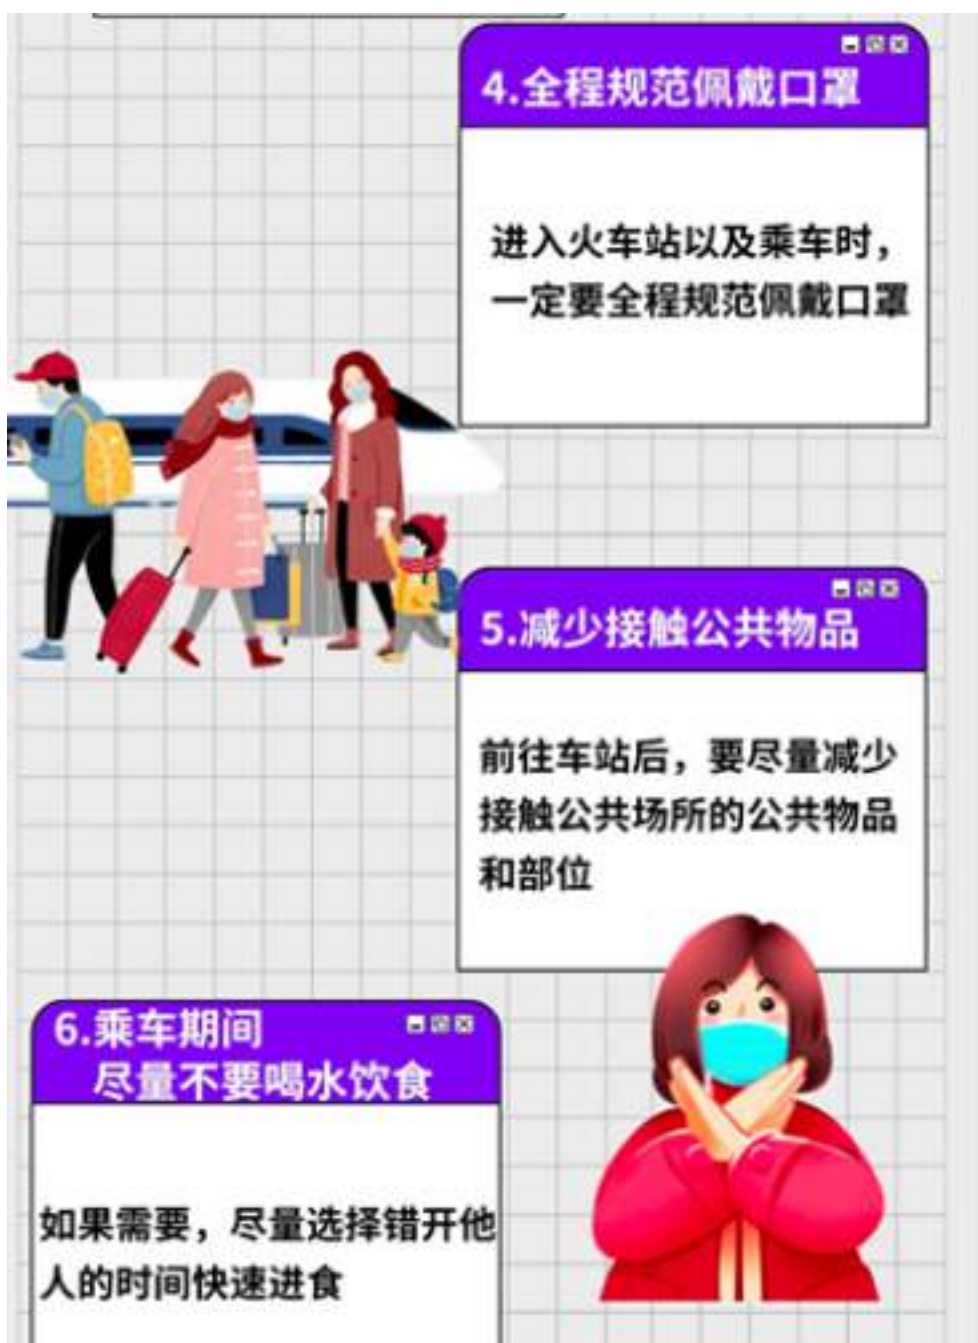 4.全程规范佩戴口罩
进入火车站以及乘车时，
一定要全程规范佩戴口罩
5.减少接触公共物品
前往车站后，要尽量减少
接触公共场所的公共物品
和部位
6.乘车期间
尽量不要喝水饮食
如果需要，尽量选择错开他
人的时间快速进食